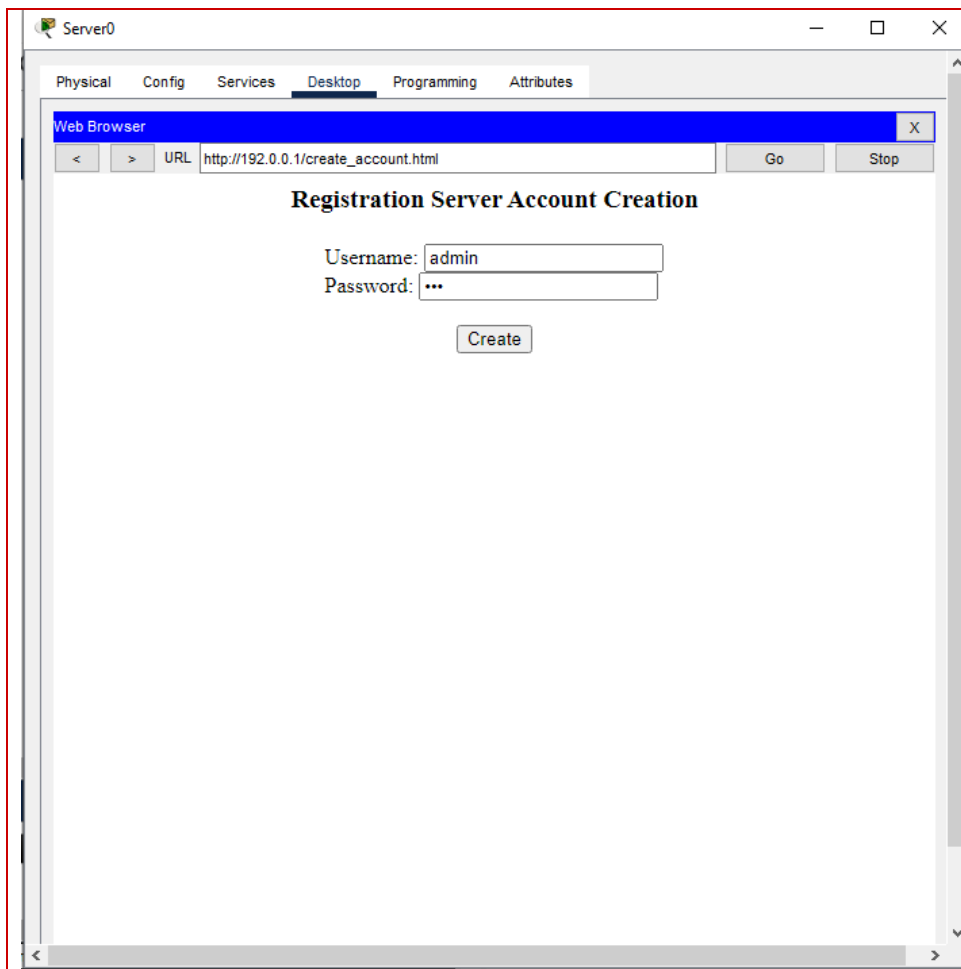 Server0
Physical Config Services Desktop Programming Attributes
Web Browser X
< > URL http://192.0.0.1/create_account.html Go Stop
Registration Server Account Creation
Username: admin
Password: •••
Create